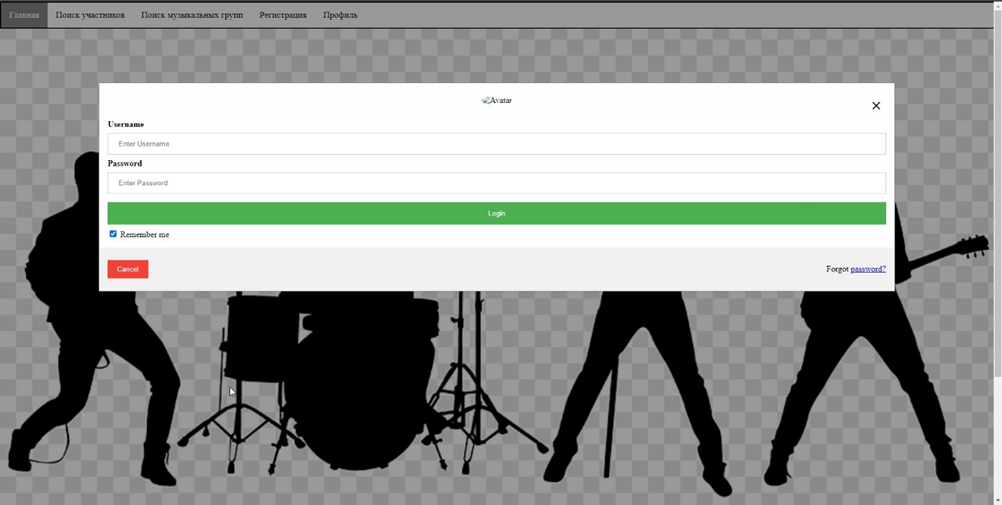 Главная Поиск участников Поиск музыкальных групп Регистрация Профиль
Avatar
Username
Enter Username
Password
Enter Password
Login
Remember me
Cancel Forgot password?